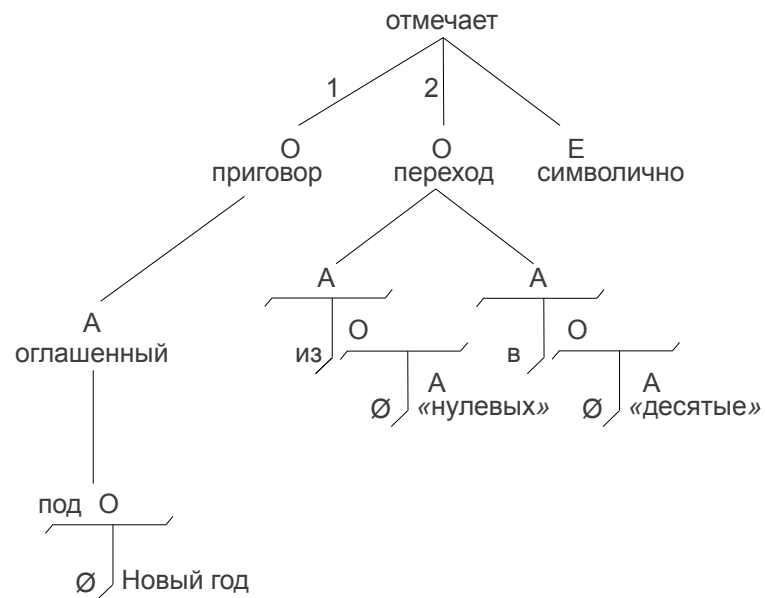 отмечает
1 2
О О Е
приговор переход символично
А А
А О О
оглашенный из в
А А
Ø «нулевых» Ø «десятые»
под О
Ø Новый год